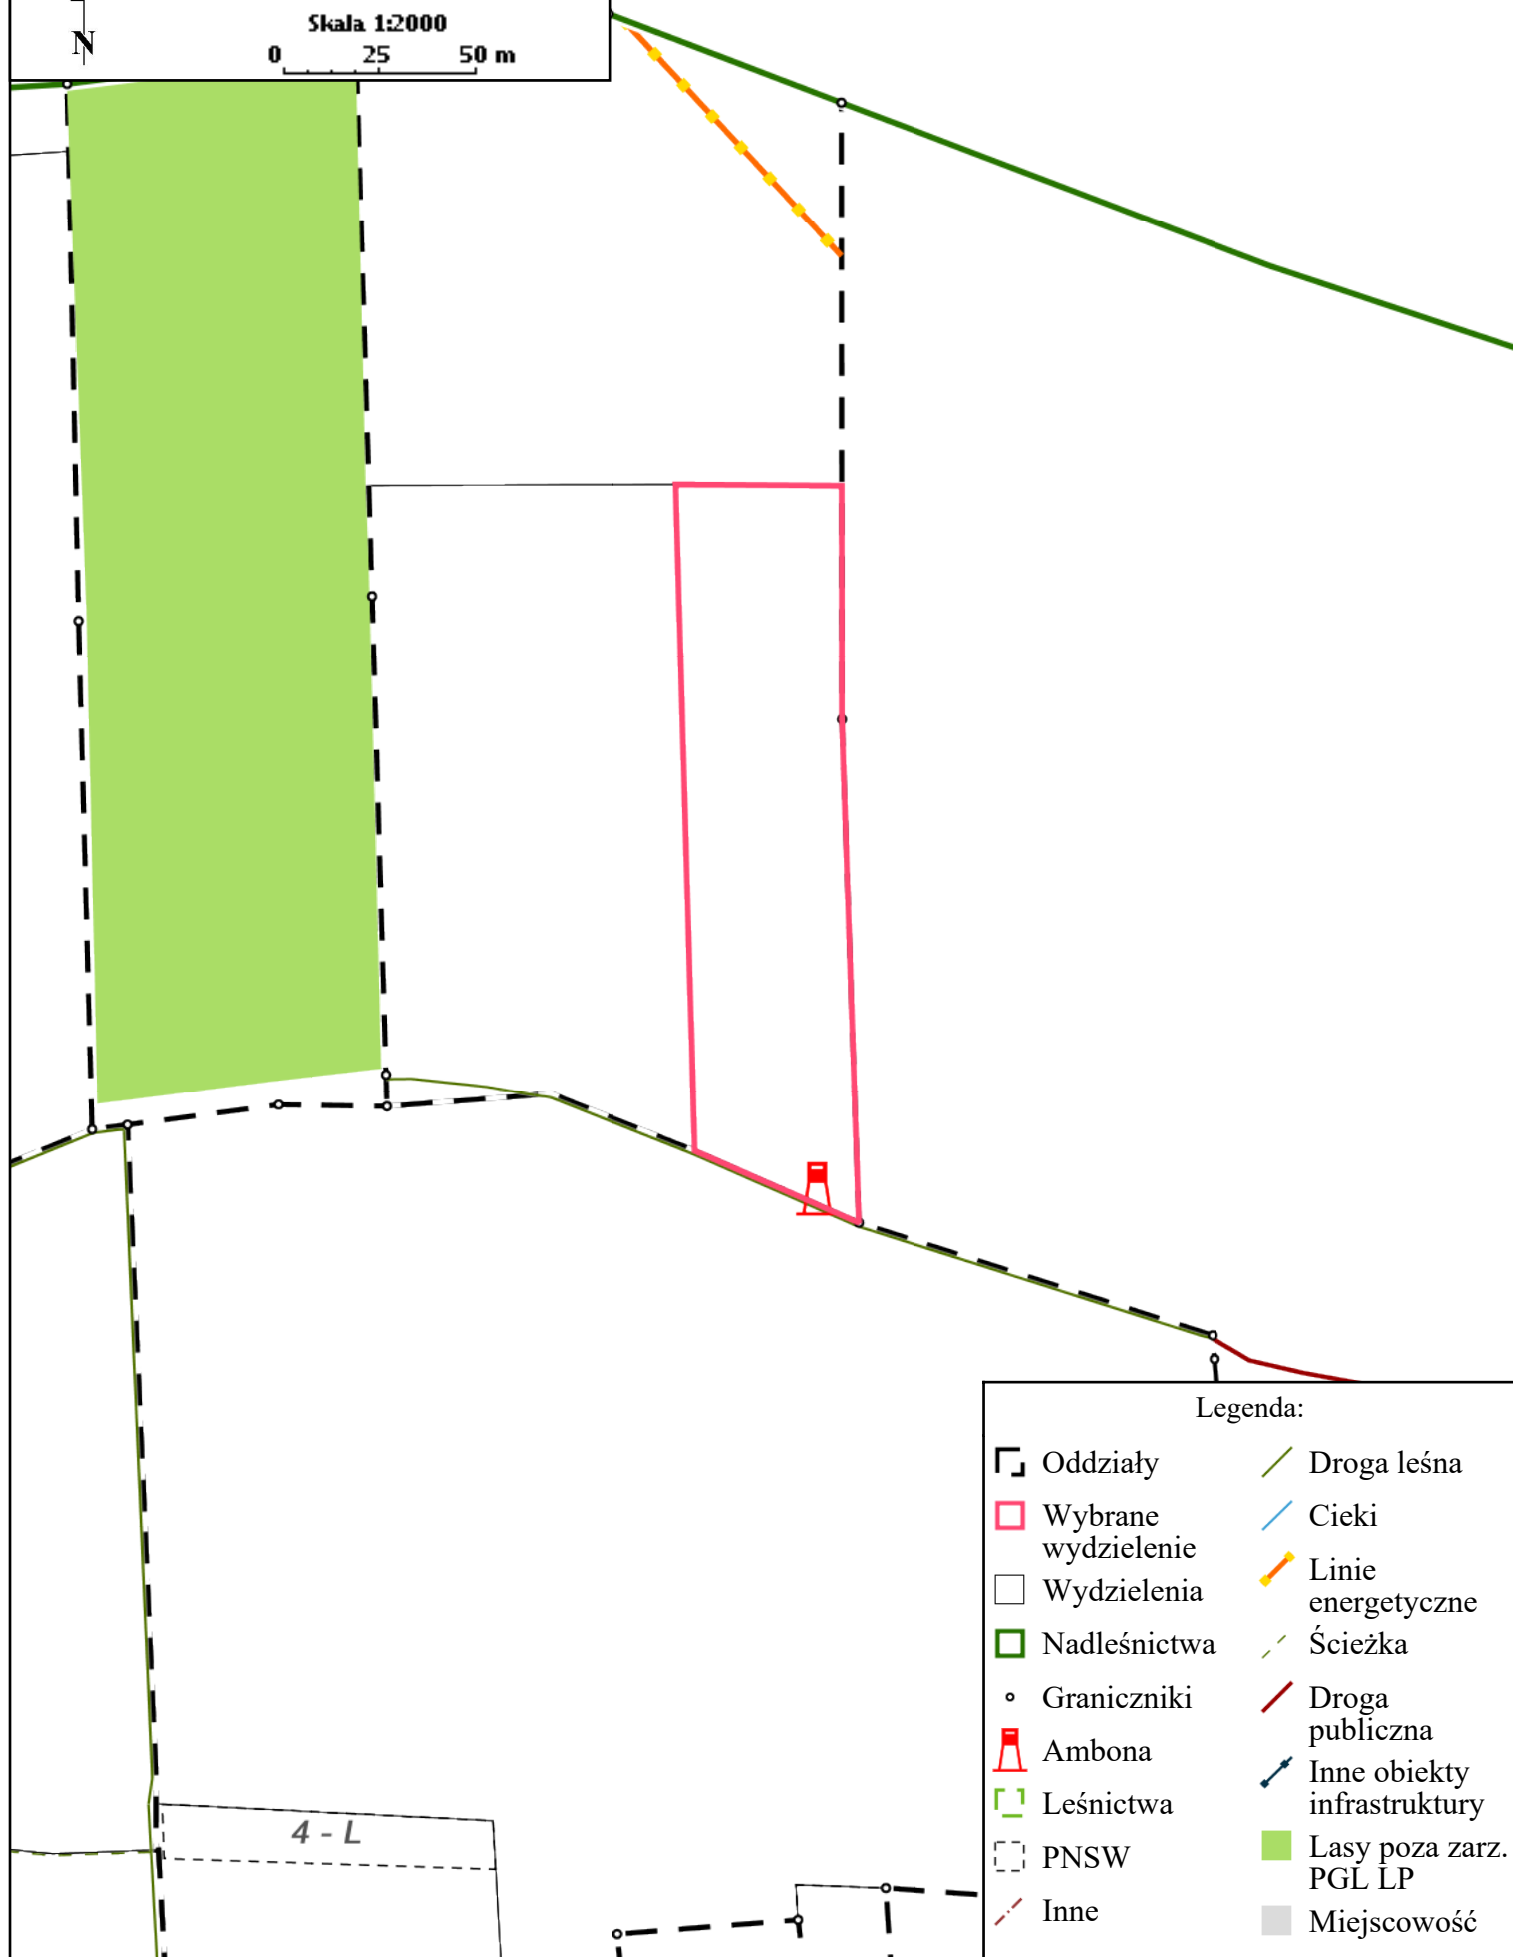 N
Skala 1:2000
0 25 50 m
4 - L
Legenda:
Oddziały
Wybrane
wydzielenie
Wydzielenia
Nadleśnictwa
Graniczniki
Ambona
Leśnictwa
PNSW
Inne
Droga leśna
Cieki
Linie
energetyczne
Ścieżka
Droga
publiczna
Inne obiekty
infrastruktury
Lasy poza zarz.
PGL LP
Miejscowość